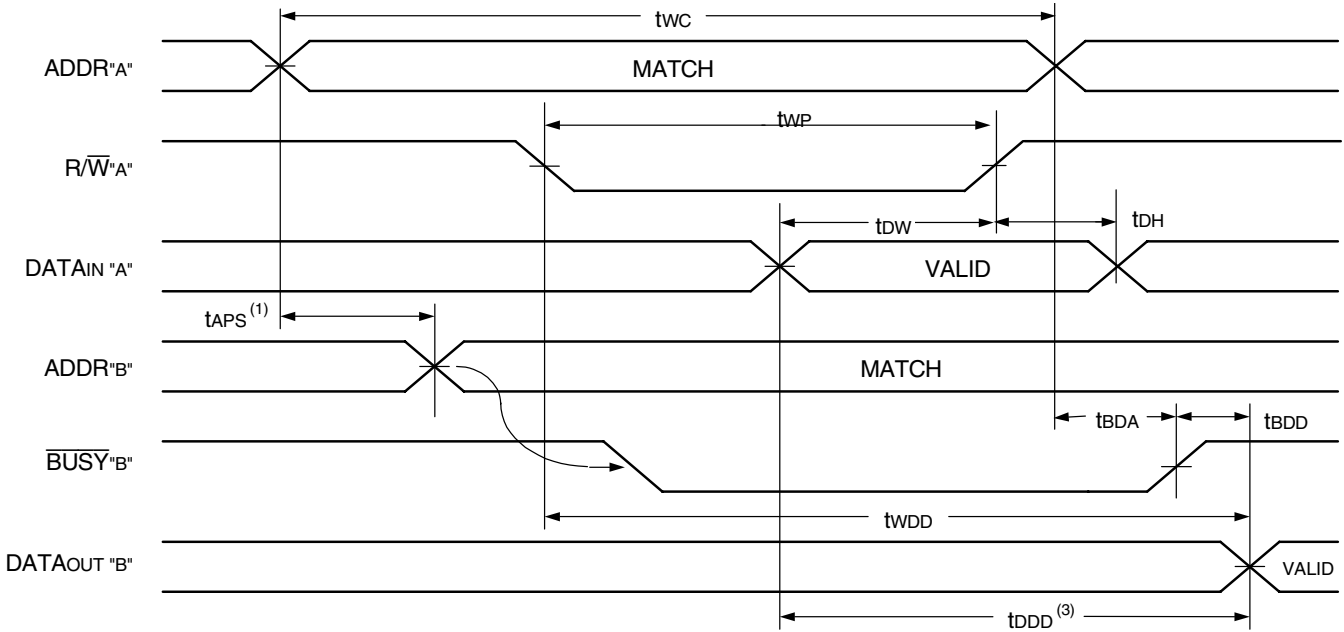 tWC
ADDR"A"
MATCH
tWP
R/W̅"A"
tDW
tDH
DATAIN "A"
VALID
tAPS (1)
ADDR"B"
MATCH
tBDA
tBDD
B̅U̅S̅Y̅"B"
tWDD
DATAOUT "B"
VALID
tDDD (3)